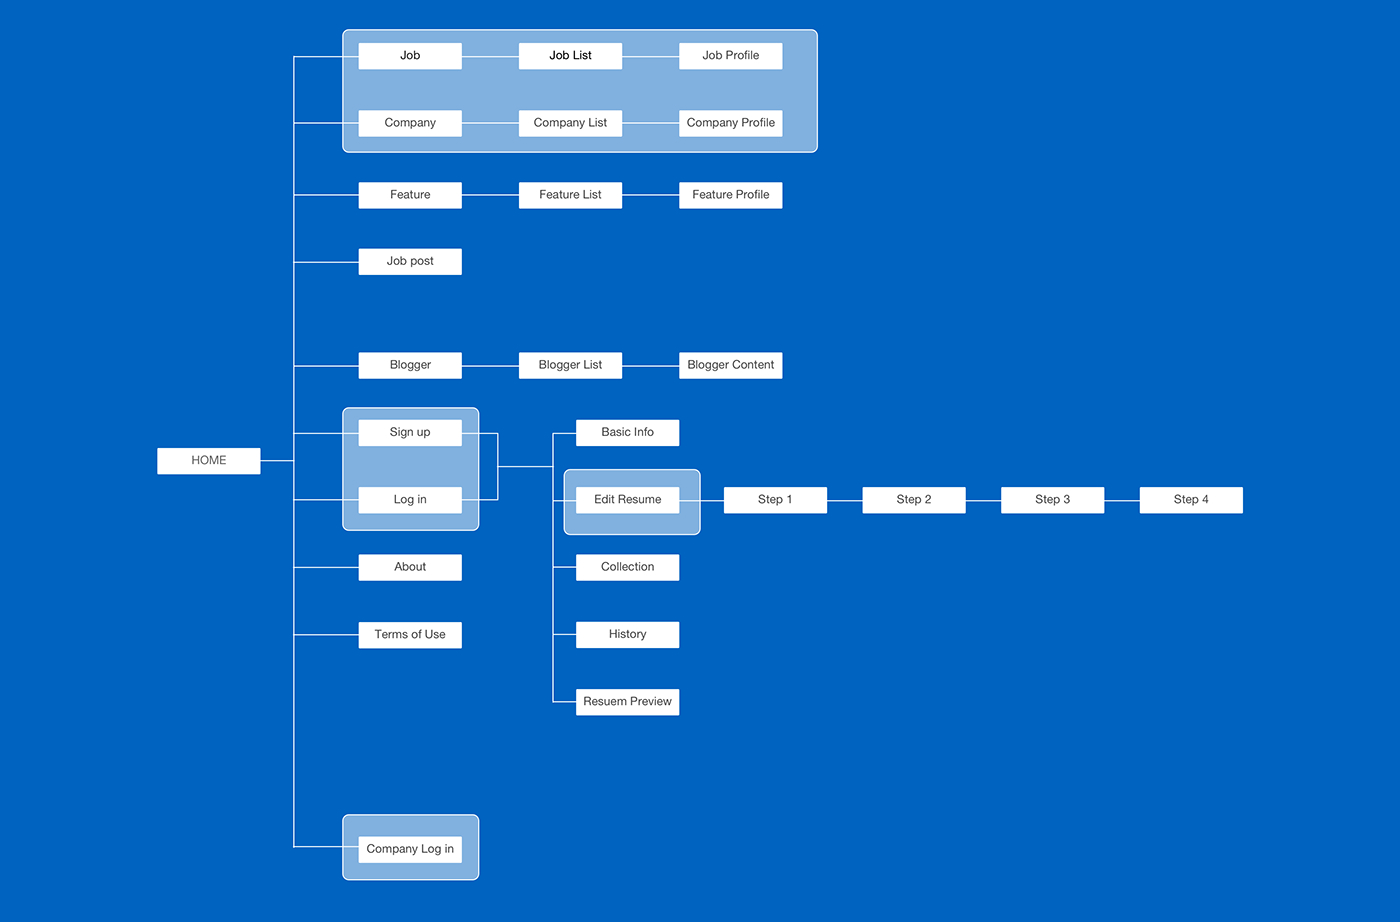 Job
Job List
Job Profile
Company
Company List
Company Profile
Feature
Feature List
Feature Profile
Job post
Blogger
Blogger List
Blogger Content
Sign up
Basic Info
HOME
Log in
Edit Resume
Step 1
Step 2
Step 3
Step 4
About
Collection
Terms of Use
History
Resuem Preview
Company Log in